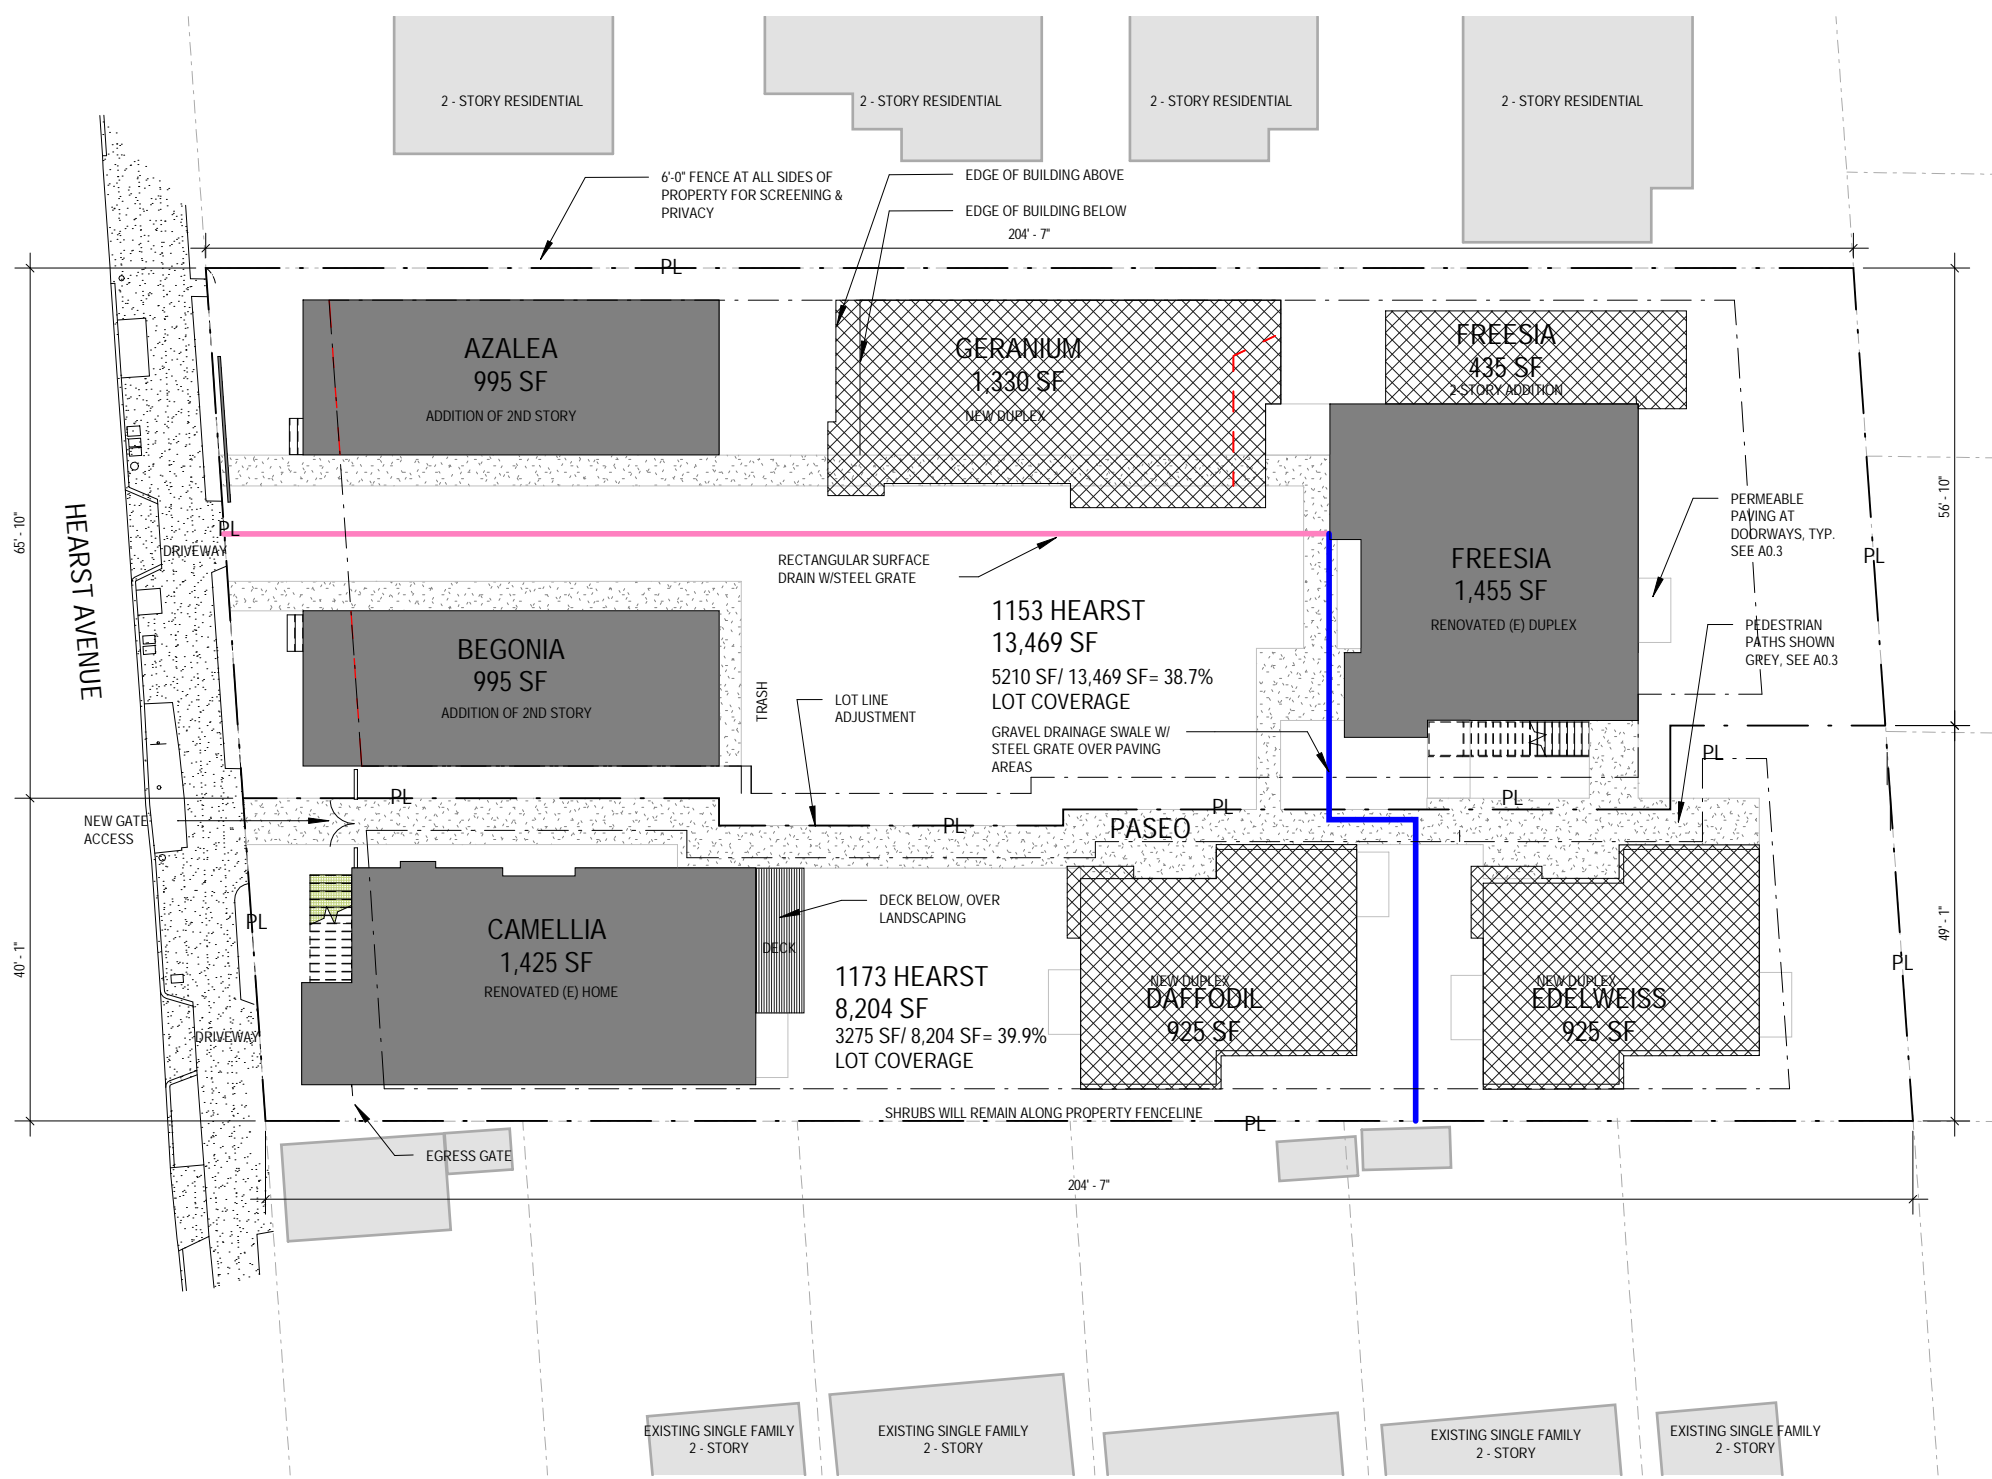 2 - STORY RESIDENTIAL
2 - STORY RESIDENTIAL
2 - STORY RESIDENTIAL
2 - STORY RESIDENTIAL
6'-0" FENCE AT ALL SIDES OF
PROPERTY FOR SCREENING &
PRIVACY
EDGE OF BUILDING ABOVE
EDGE OF BUILDING BELOW
204' - 7"
PL
AZALEA
995 SF
ADDITION OF 2ND STORY
GERANIUM
1,330 SF
NEW DUPLEX
FREESIA
435 SF
2 STORY ADDITION
65' - 10"
HEARST AVENUE
PL
DRIVEWAY
RECTANGULAR SURFACE
DRAIN W/STEEL GRATE
FREESIA
1,455 SF
RENOVATED (E) DUPLEX
PERMEABLE
PAVING AT
DOORWAYS, TYP.
SEE A0.3
PL
56' - 10"
BEGONIA
995 SF
ADDITION OF 2ND STORY
TRASH
LOT LINE
ADJUSTMENT
1153 HEARST
13,469 SF
5210 SF/ 13,469 SF= 38.7%
LOT COVERAGE
GRAVEL DRAINAGE SWALE W/
STEEL GRATE OVER PAVING
AREAS
PEDESTRIAN
PATHS SHOWN
GREY, SEE A0.3
PL
PL
PL
PL
PL
NEW GATE
ACCESS
PASEO
40' - 1"
PL
CAMELLIA
1,425 SF
RENOVATED (E) HOME
DECK
DECK BELOW, OVER
LANDSCAPING
1173 HEARST
8,204 SF
3275 SF/ 8,204 SF= 39.9%
LOT COVERAGE
NEW DUPLEX
DAFFODIL
925 SF
NEW DUPLEX
EDELWEISS
925 SF
PL
49' - 1"
DRIVEWAY
SHRUBS WILL REMAIN ALONG PROPERTY FENCELINE
PL
EGRESS GATE
204' - 7"
EXISTING SINGLE FAMILY
2 - STORY
EXISTING SINGLE FAMILY
2 - STORY
EXISTING SINGLE FAMILY
2 - STORY
EXISTING SINGLE FAMILY
2 - STORY